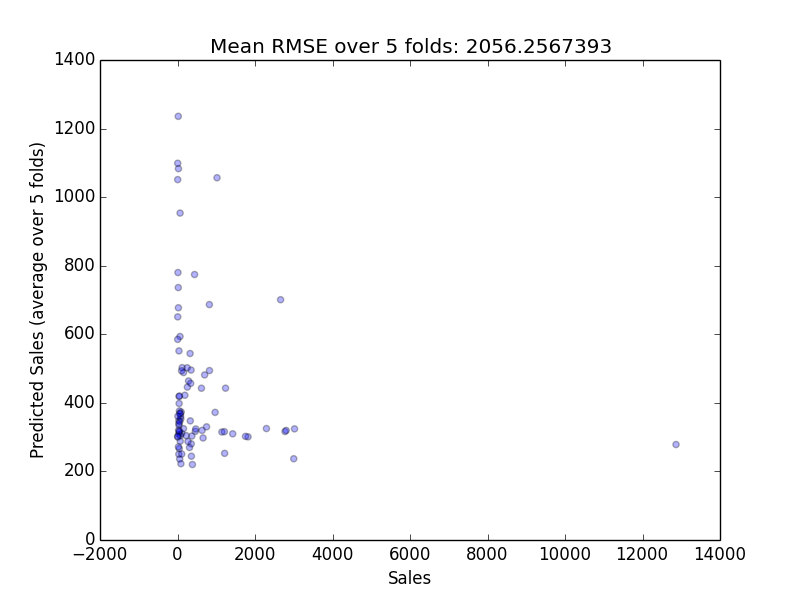 Mean RMSE over 5 folds: 2056.2567393
1400
1200
1000
800
600
400
200
0
Predicted Sales (average over 5 folds)
−2000 0 2000 4000 6000 8000 10000 12000 14000
Sales